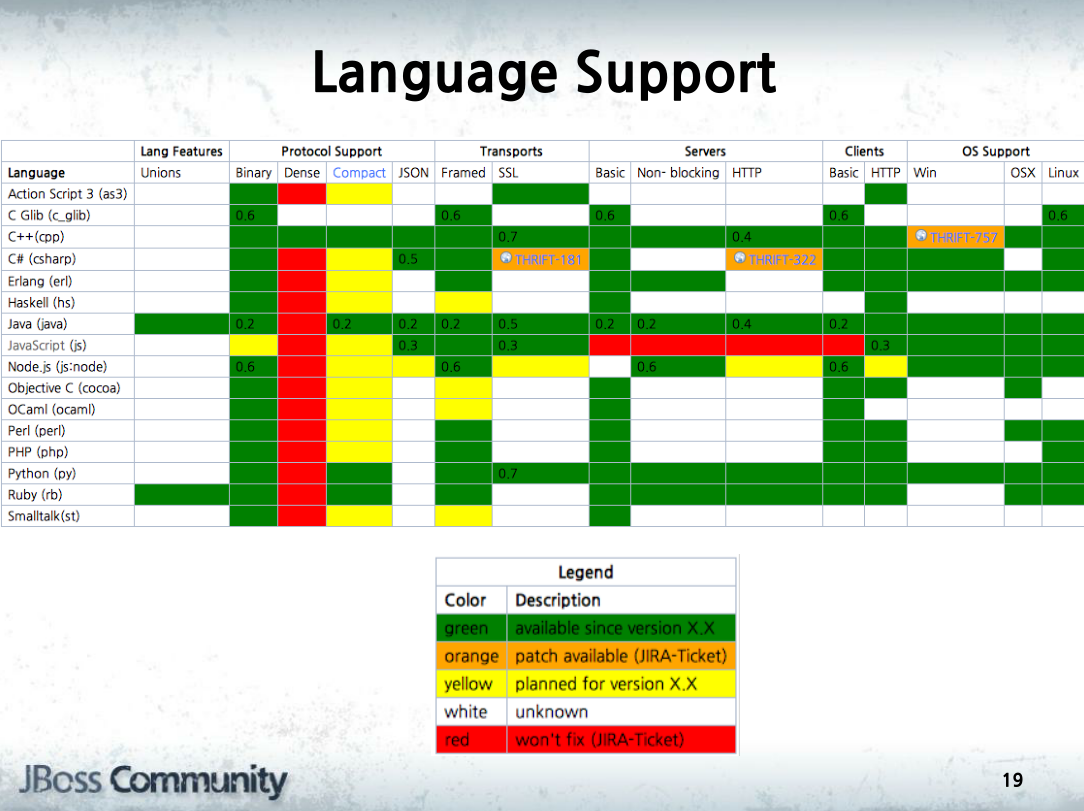 Language Support
Lang Features Protocol Support Transports Servers Clients OS Support
Language Unions Binary Dense Compact JSON Framed SSL Basic Non- blocking HTTP Basic HTTP Win OSX Linux
Action Script 3 (as3)
C Glib (c_glib) 0.6 0.6 0.6 0.6 0.6
C++(cpp) 0.7 0.4 THRIFT-757
C# (csharp) 0.5 THRIFT-181 THRIFT-322
Erlang (erl)
Haskell (hs)
Java (java) 0.2 0.2 0.2 0.2 0.5 0.2 0.2 0.4 0.2
JavaScript (js) 0.3 0.3 0.3
Node.js (js:node) 0.6 0.6 0.6 0.6
Objective C (cocoa)
OCaml (ocaml)
Perl (perl)
PHP (php)
Python (py) 0.7
Ruby (rb)
Smalltalk(st)
Legend
Color Description
green available since version X.X
orange patch available (JIRA-Ticket)
yellow planned for version X.X
white unknown
red won't fix (JIRA-Ticket)
JBoss Community
19